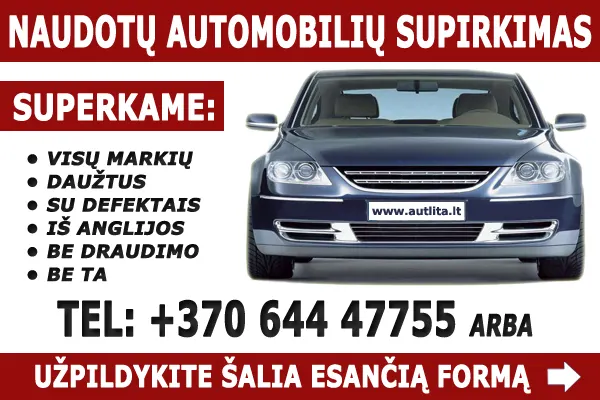 NAUDOTŲ AUTOMOBILIŲ SUPIRKIMAS
SUPERKAME:
• VISŲ MARKIŲ
• DAUŽTUS
• SU DEFEKTAIS
• IŠ ANGLIJOS
• BE DRAUDIMO
• BE TA
www.autlita.lt
TEL: +370 644 47755 ARBA
UŽPILDYKITE ŠALIA ESANČIĄ FORMĄ